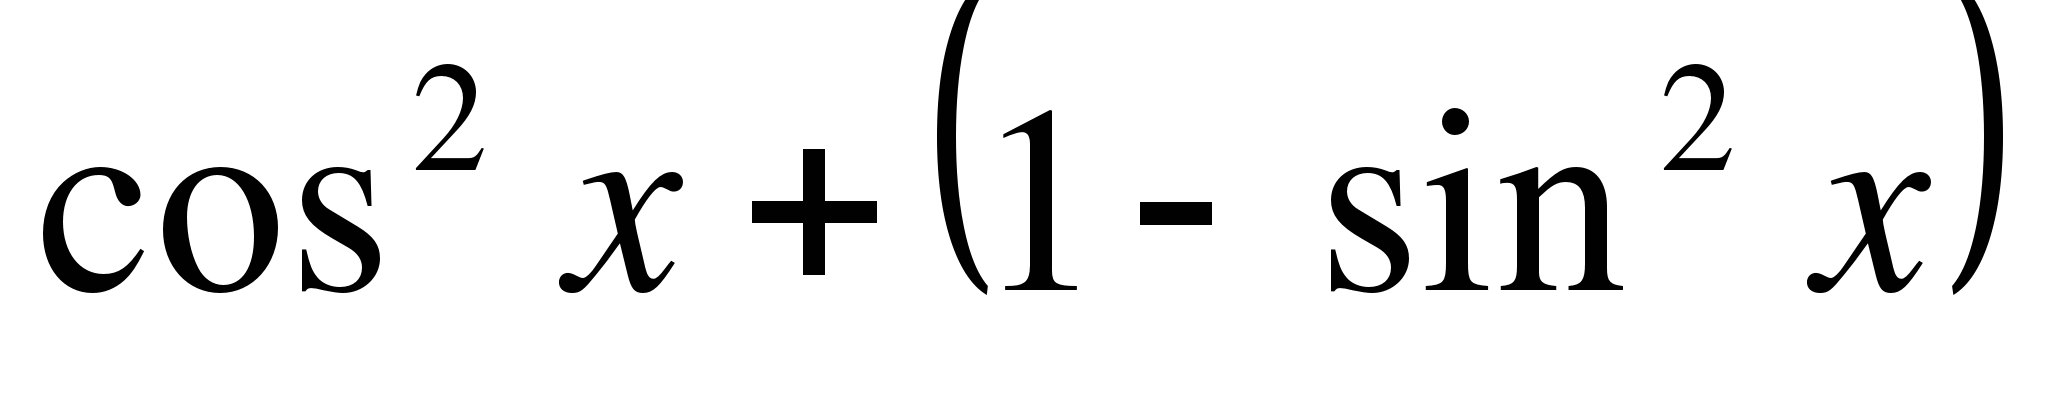 cos² x + (1 - sin² x)